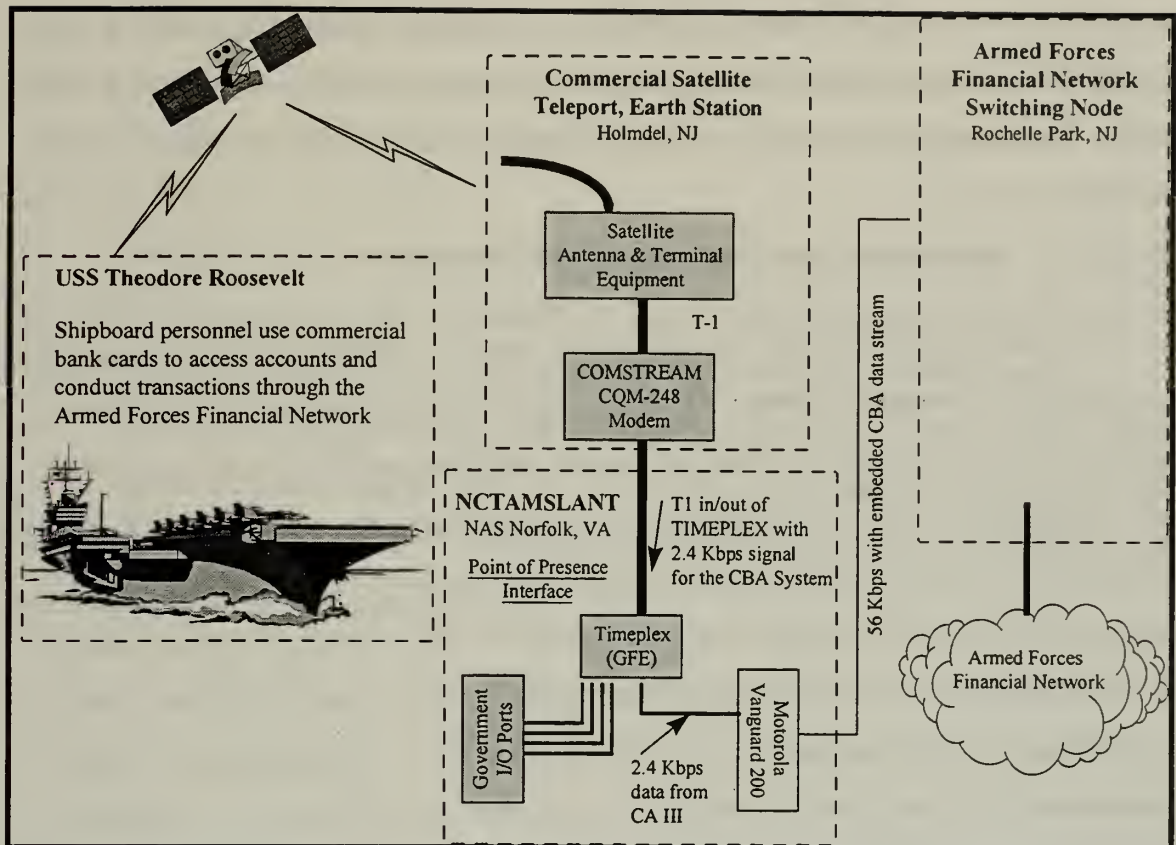 Commercial Satellite
Teleport, Earth Station
Holmdel, NJ
Armed Forces
Financial Network
Switching Node
Rochelle Park, NJ
Satellite
Antenna & Terminal
Equipment
T-1
COMSTREAM
CQM-248
Modem
USS Theodore Roosevelt
Shipboard personnel use commercial
bank cards to access accounts and
conduct transactions through the
Armed Forces Financial Network
NCTAMSLANT
NAS Norfolk, VA
Point of Presence
Interface
T1 in/out of
TIMEPLEX with
2.4 Kbps signal
for the CBA System
Timeplex
(GFE)
Government
I/O Ports
2.4 Kbps
data from
CA III
Motorola
Vanguard 200
56 Kbps with embedded CBA data stream
Armed Forces
Financial Network